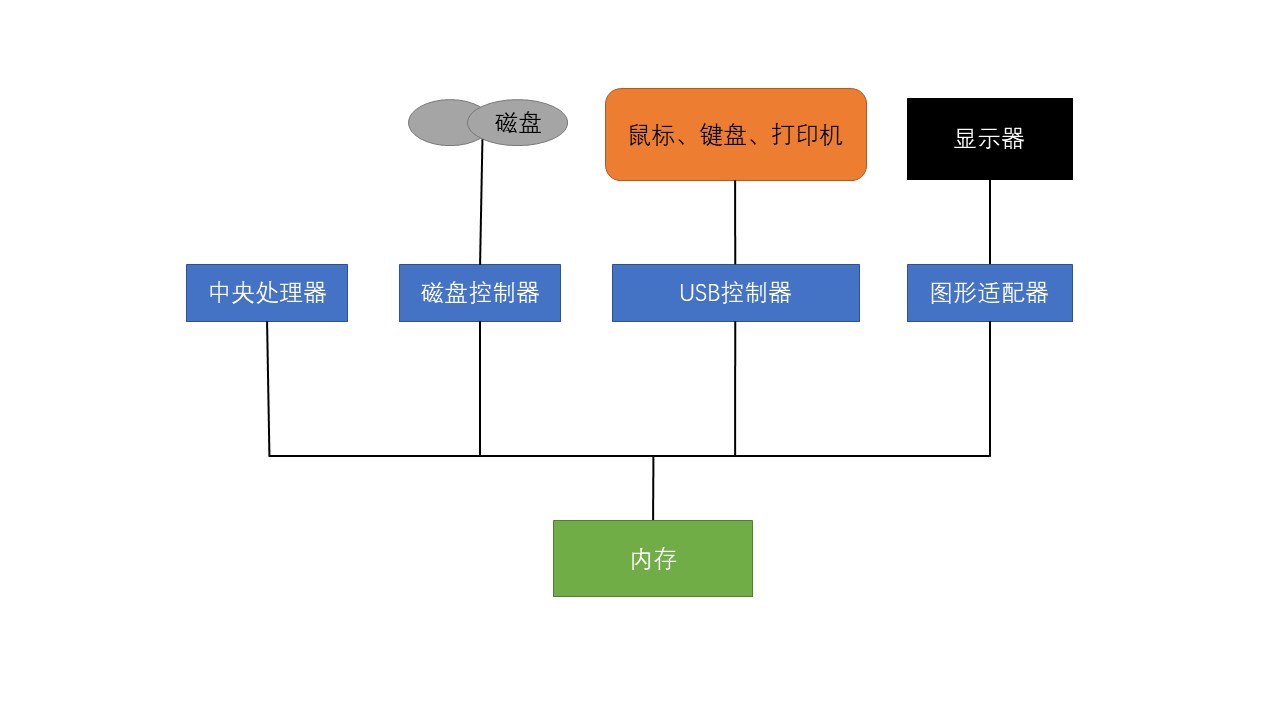 磁盘
鼠标、键盘、打印机
显示器
中央处理器
磁盘控制器
USB控制器
图形适配器
内存